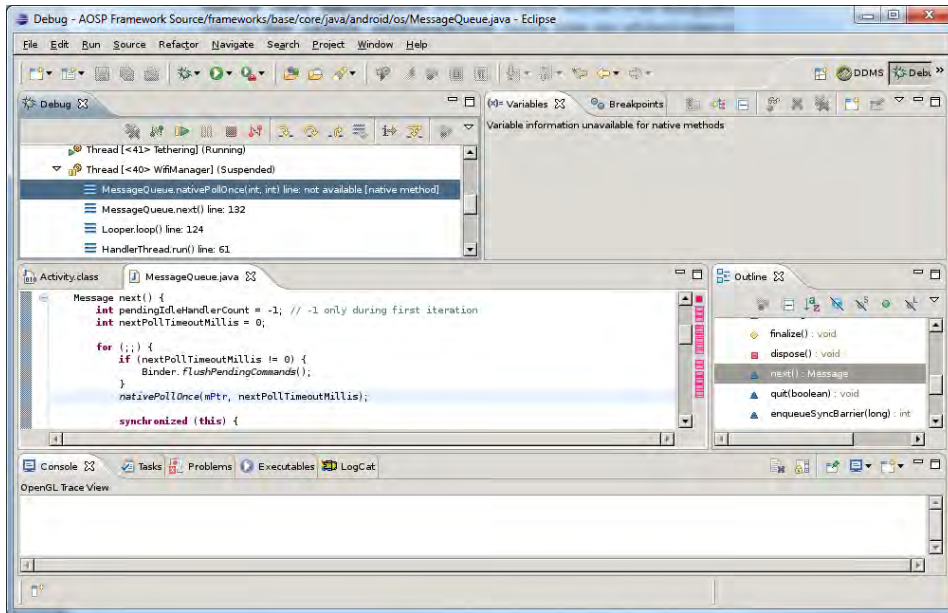 Debug - AOSP Framework Source/frameworks/base/core/java/android/os/MessageQueue.java - Eclipse
File Edit Run Source Refactor Navigate Search Project Window Help
DDMS Debu »
Debug
Thread [<41> Tethering] (Running)
Thread [<40> WifiManager] (Suspended)
MessageQueue.nativePollOnce(int, int) line: not available [native method]
MessageQueue.next() line: 132
Looper.loop() line: 124
HandlerThread.run() line: 61
(x)= Variables Breakpoints
Variable information unavailable for native methods
Activity.class MessageQueue.java
Message next() {
int pendingIdleHandlerCount = -1; // -1 only during first iteration
int nextPollTimeoutMillis = 0;
for (;;) {
if (nextPollTimeoutMillis != 0) {
Binder.flushPendingCommands();
}
nativePollOnce(mPtr, nextPollTimeoutMillis);
synchronized (this) {
Outline
finalize() : void
dispose() : void
next() : Message
quit(boolean) : void
enqueueSyncBarrier(long) : int
Console Tasks Problems Executables LogCat
OpenGL Trace View